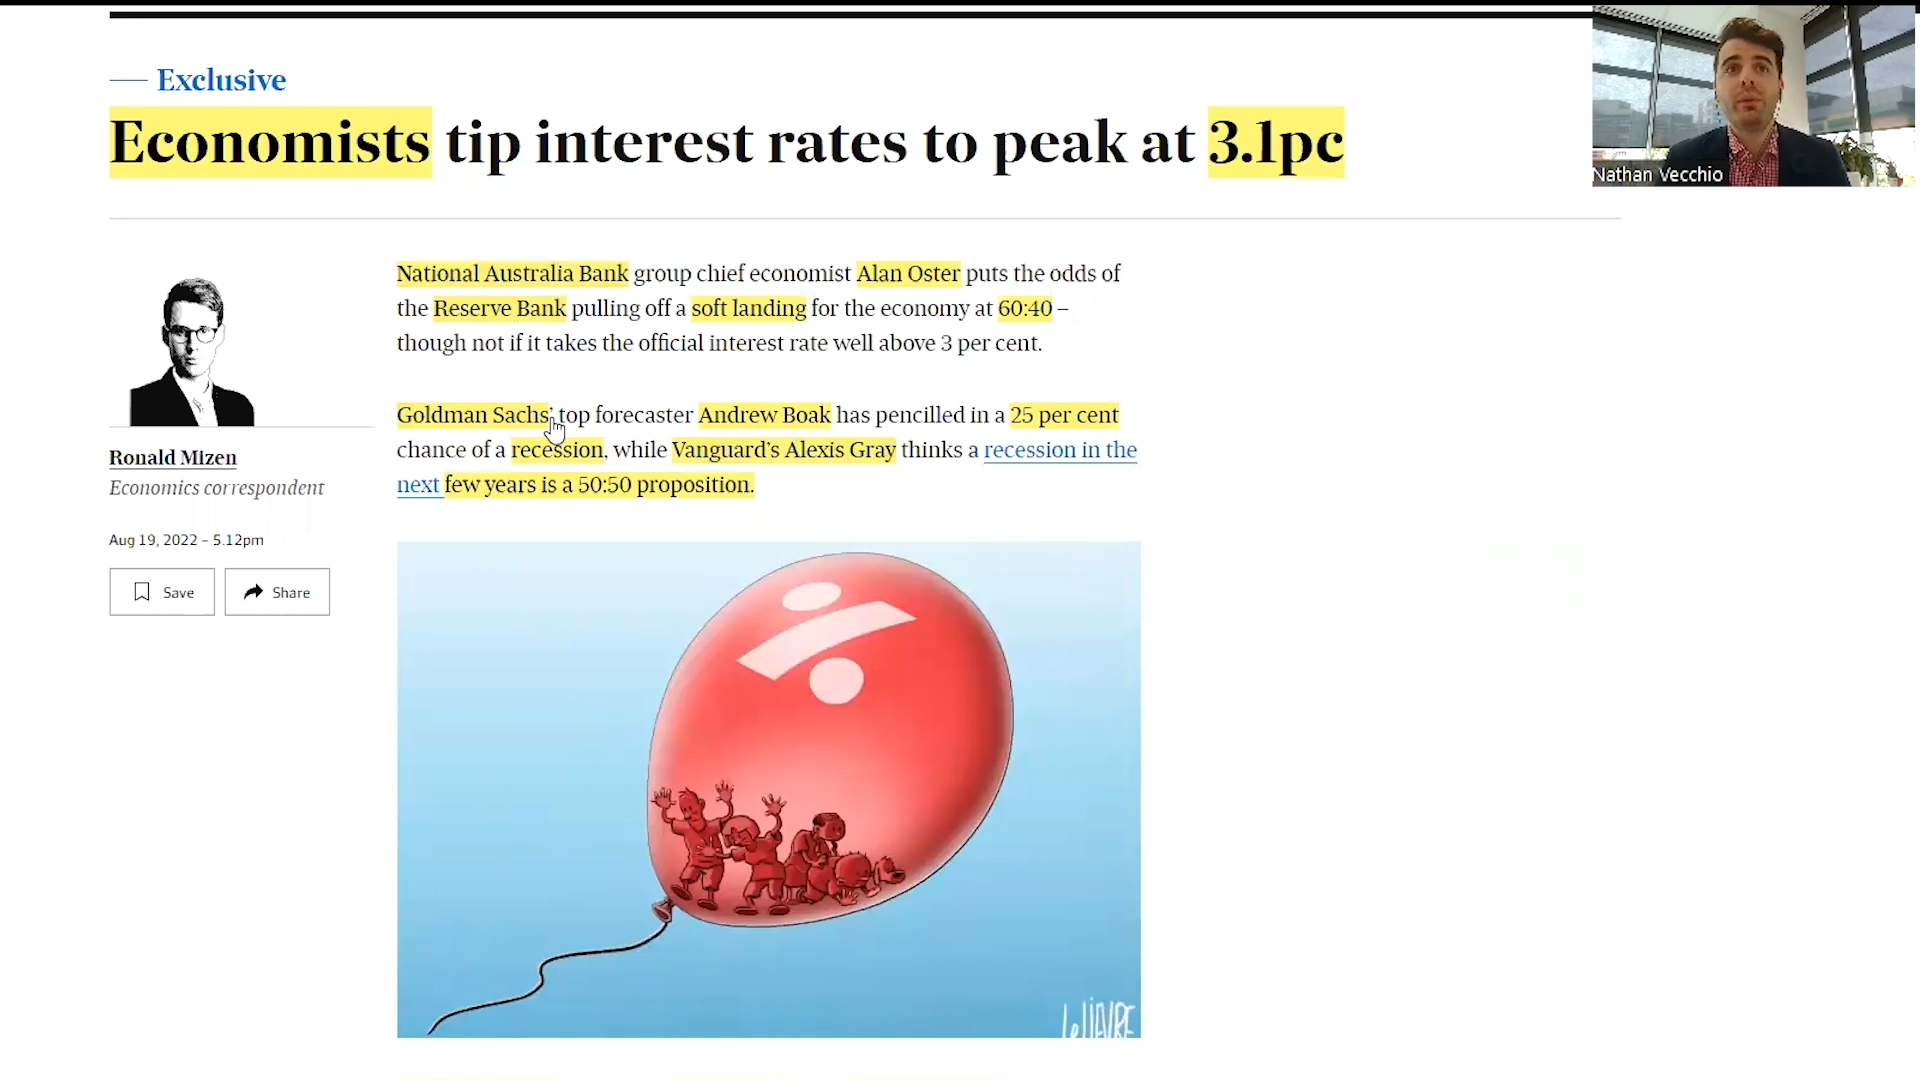 Exclusive
Economists tip interest rates to peak at 3.1pc
Nathan Vecchio
National Australia Bank group chief economist Alan Oster puts the odds of
the Reserve Bank pulling off a soft landing for the economy at 60:40 –
though not if it takes the official interest rate well above 3 per cent.
Goldman Sachs’ top forecaster Andrew Boak has pencilled in a 25 per cent
chance of a recession, while Vanguard’s Alexis Gray thinks a recession in the
next few years is a 50:50 proposition.
Ronald Mizen
Economics correspondent
Aug 19, 2022 – 5.12pm
Save
Share
%
Le LIEVRE